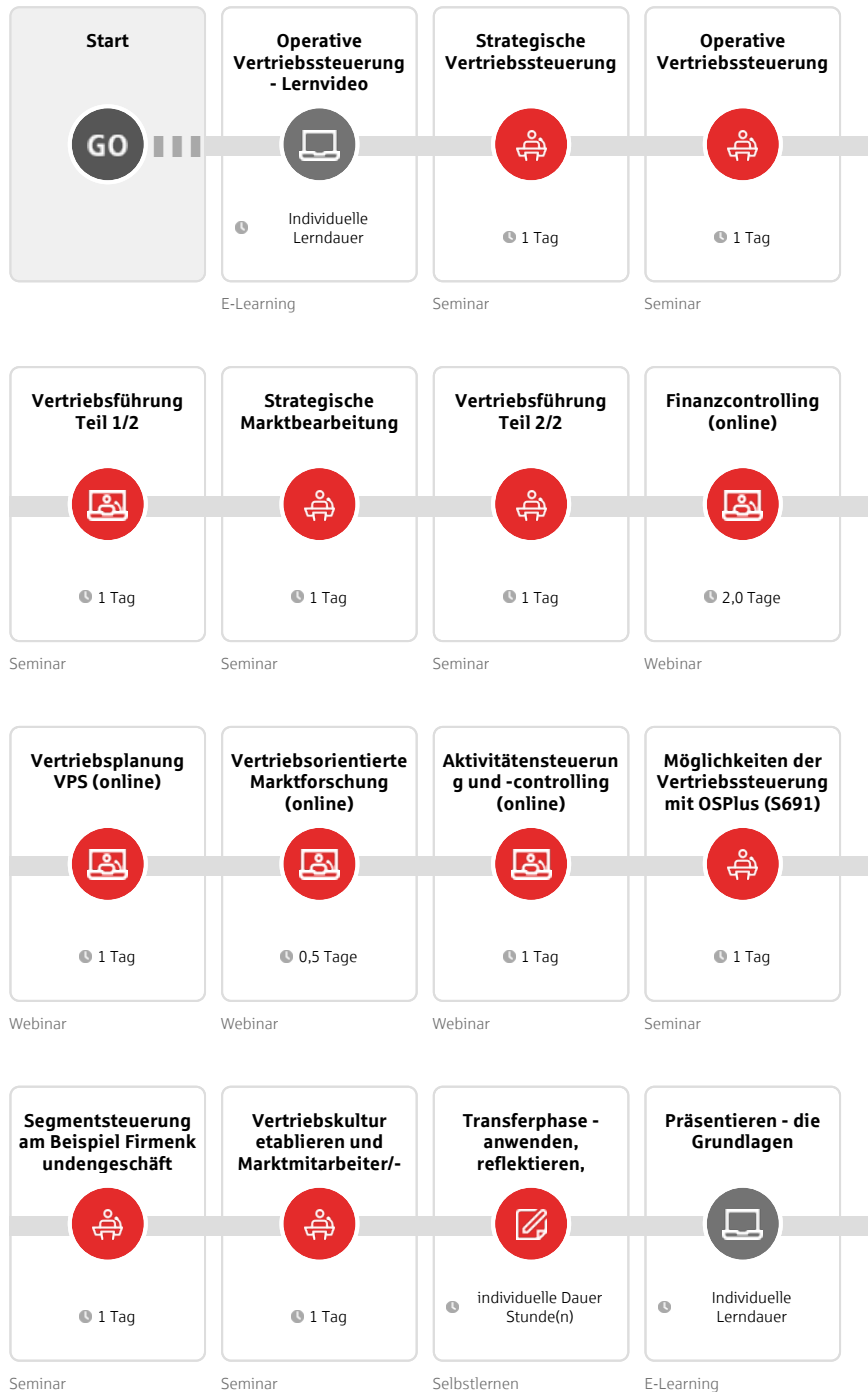 Start
GO
Operative
Vertriebssteuerung
- Lernvideo
Individuelle
Lerndauer
E-Learning
Strategische
Vertriebssteuerung
1 Tag
Seminar
Operative
Vertriebssteuerung
1 Tag
Seminar
Vertriebsführung
Teil 1/2
1 Tag
Seminar
Strategische
Marktbearbeitung
1 Tag
Seminar
Vertriebsführung
Teil 2/2
1 Tag
Seminar
Finanzcontrolling
(online)
2,0 Tage
Webinar
Vertriebsplanung
VPS (online)
1 Tag
Webinar
Vertriebsorientierte
Marktforschung
(online)
0,5 Tage
Webinar
Aktivitätensteuerun
g und -controlling
(online)
1 Tag
Webinar
Möglichkeiten der
Vertriebssteuerung
mit OSPlus (S691)
1 Tag
Seminar
Segmentsteuerung
am Beispiel Firmenk
undengeschäft
1 Tag
Seminar
Vertriebskultur
etablieren und
Marktmitarbeiter/-
1 Tag
Seminar
Transferphase -
anwenden,
reflektieren,
individuelle Dauer
Stunde(n)
Selbstlernen
Präsentieren - die
Grundlagen
Individuelle
Lerndauer
E-Learning